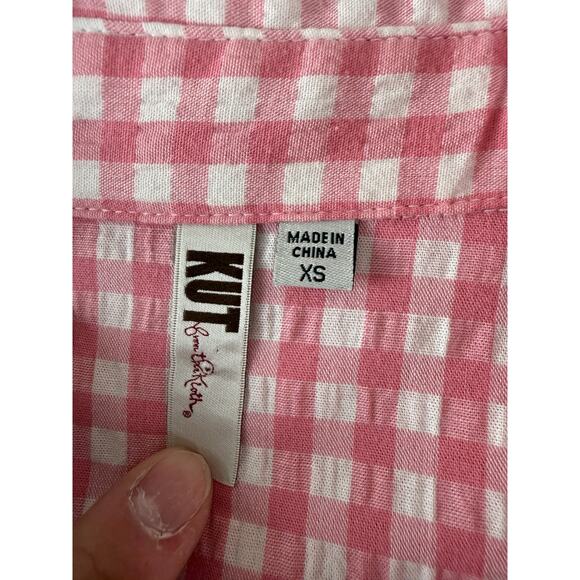 KUT
from the Kloth®
MADE IN
CHINA
XS